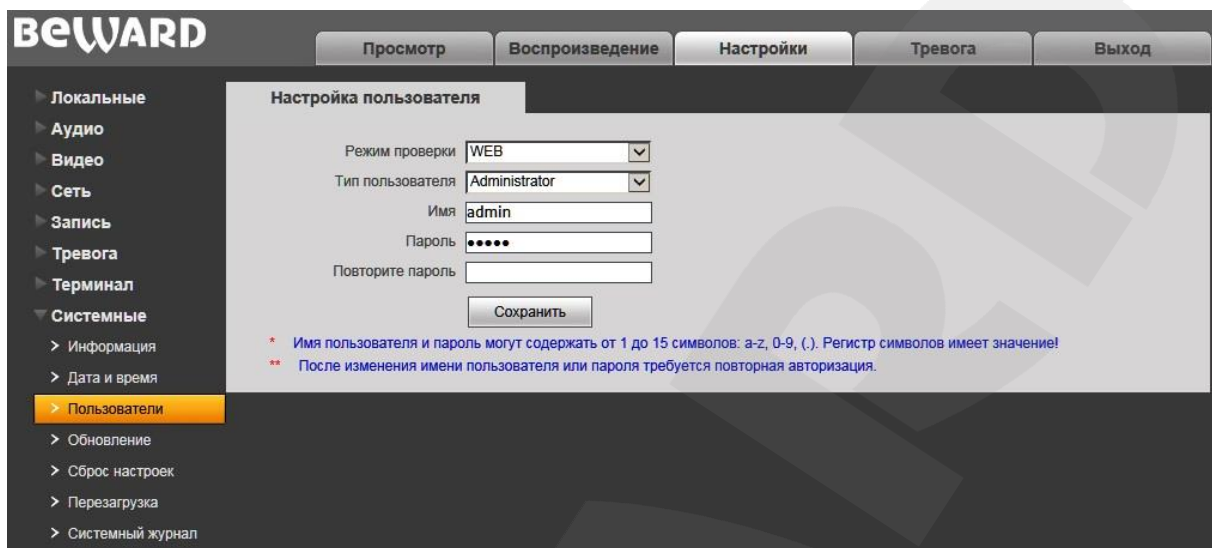 BEWARD
Просмотр Воспроизведение Настройки Тревога Выход
Локальные
Аудио
Видео
Сеть
Запись
Тревога
Терминал
Системные
Информация
Дата и время
Пользователи
Обновление
Сброс настроек
Перезагрузка
Системный журнал
Настройка пользователя
Режим проверки WEB
Тип пользователя Administrator
Имя admin
Пароль •••••
Повторите пароль
Сохранить
* Имя пользователя и пароль могут содержать от 1 до 15 символов: a-z, 0-9, (.). Регистр символов имеет значение!
** После изменения имени пользователя или пароля требуется повторная авторизация.